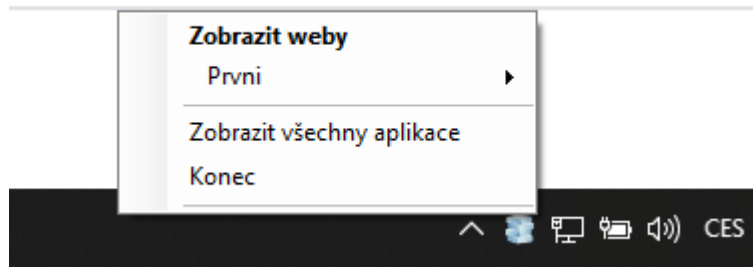 Zobrazit weby
Prvni
Zobrazit všechny aplikace
Konec
CES